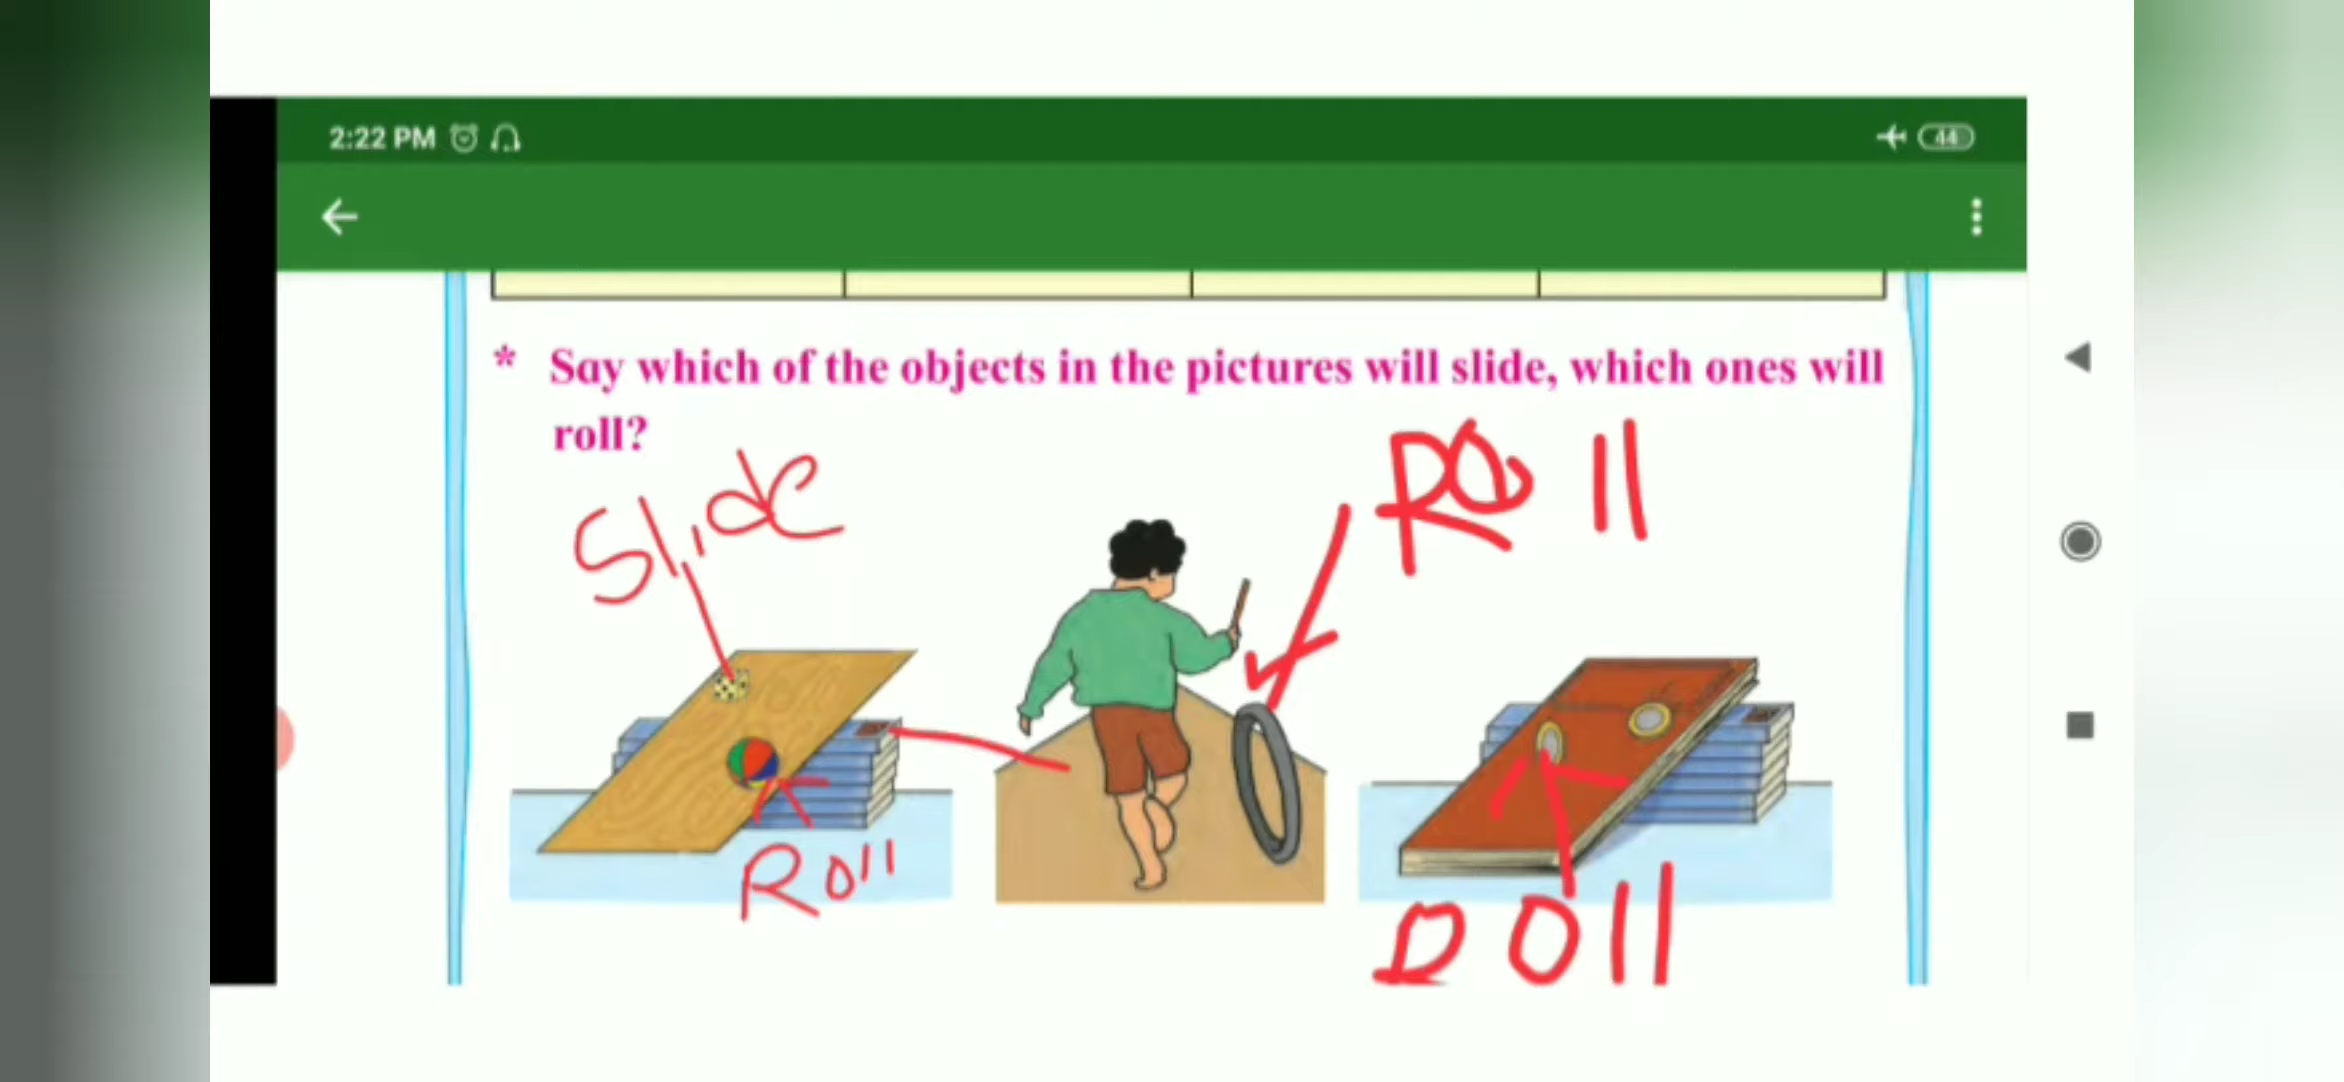 2:22 PM
44
* Say which of the objects in the pictures will slide, which ones will
roll?
Slide
Roll
Roll